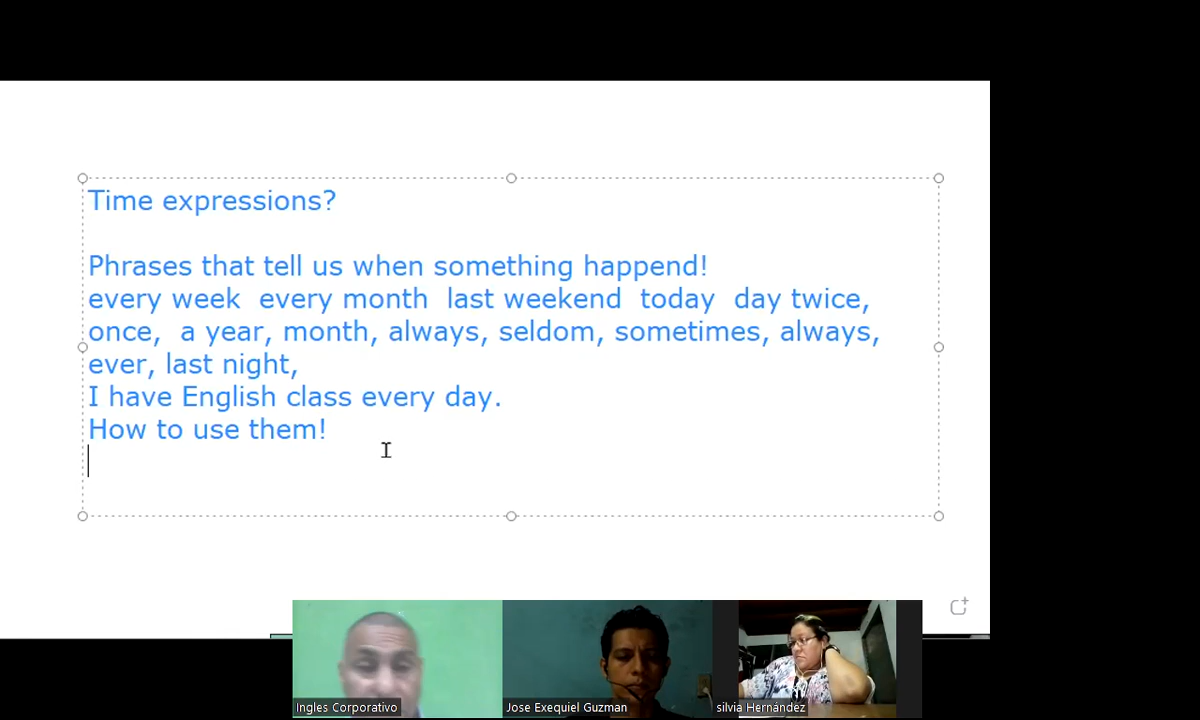 Time expressions?
Phrases that tell us when something happend!
every week  every month  last weekend  today  day twice,
once,  a year, month, always, seldom, sometimes, always,
ever, last night,
I have English class every day.
How to use them!
Ingles Corporativo
Jose Exequiel Guzman
silvia Hernández